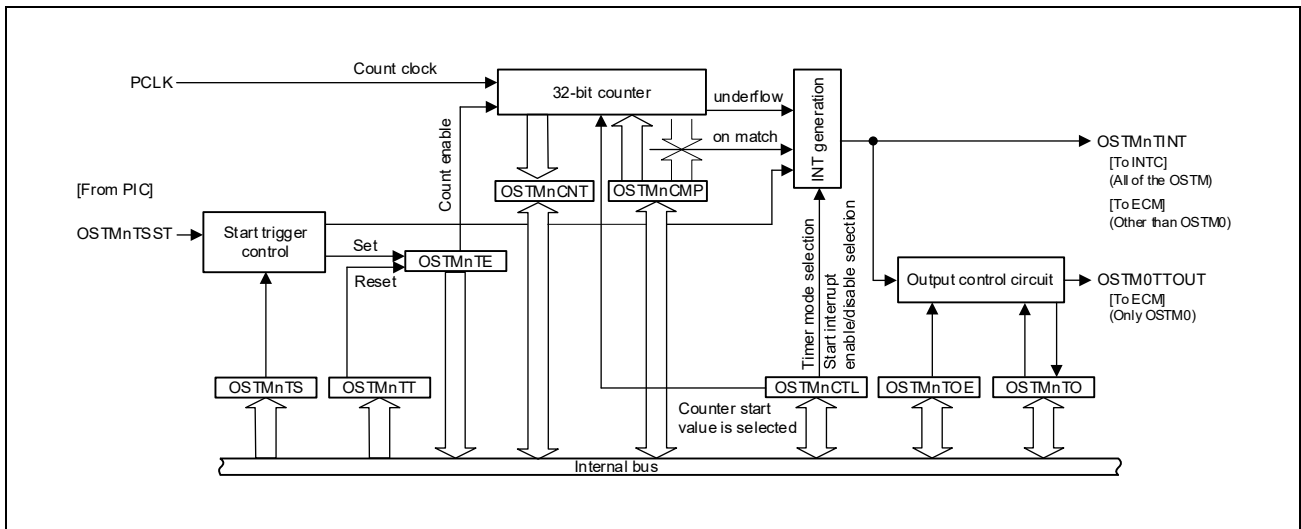 PCLK
Count clock
32-bit counter
underflow
on match
INT generation
OSTMnTINT
[To INTC]
(All of the OSTM)
[To ECM]
(Other than OSTM0)
Count enable
OSTMnCNT
OSTMnCMP
[From PIC]
OSTMnTSST
Start trigger
control
Set
Reset
OSTMnTE
Timer mode selection
Start interrupt
enable/disable selection
Output control circuit
OSTM0TTOUT
[To ECM]
(Only OSTM0)
OSTMnTS
OSTMnTT
OSTMnCTL
OSTMnTOE
OSTMnTO
Counter start
value is selected
Internal bus